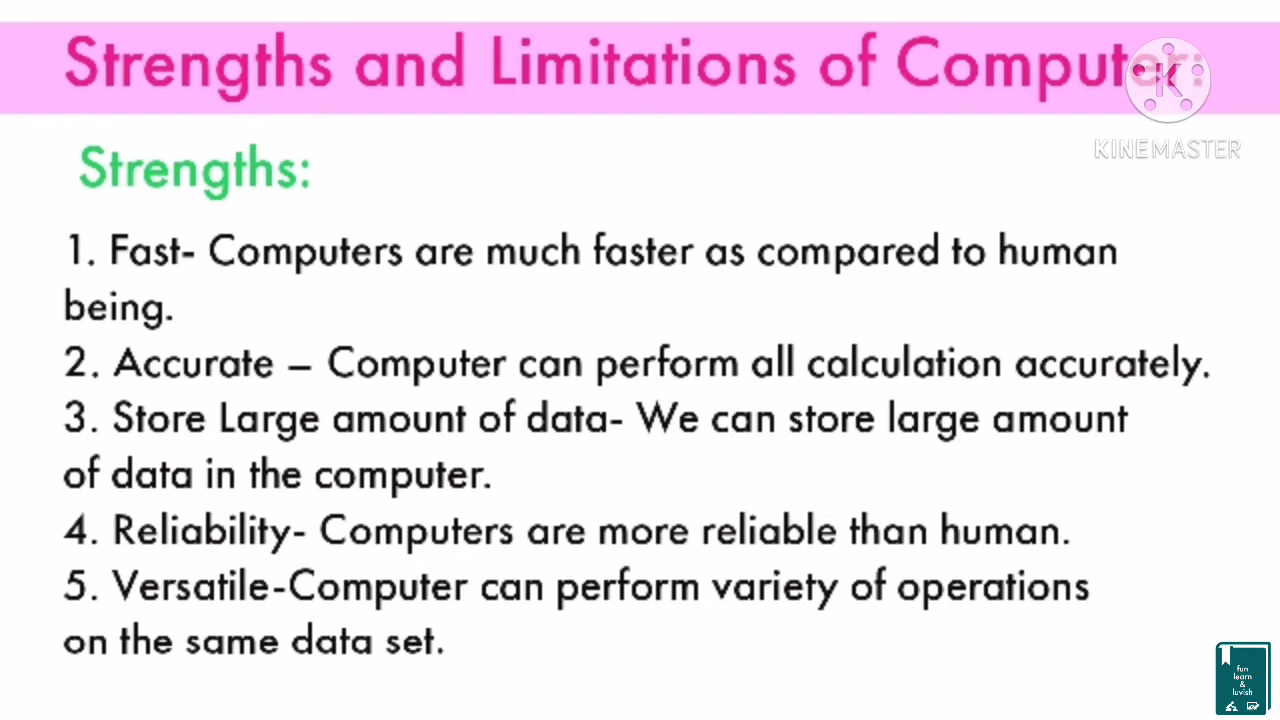 Strengths and Limitations of Computer:
KINEMASTER
Strengths:
1. Fast- Computers are much faster as compared to human
being.
2. Accurate – Computer can perform all calculation accurately.
3. Store Large amount of data- We can store large amount
of data in the computer.
4. Reliability- Computers are more reliable than human.
5. Versatile-Computer can perform variety of operations
on the same data set.
fun
learn
&
luvish